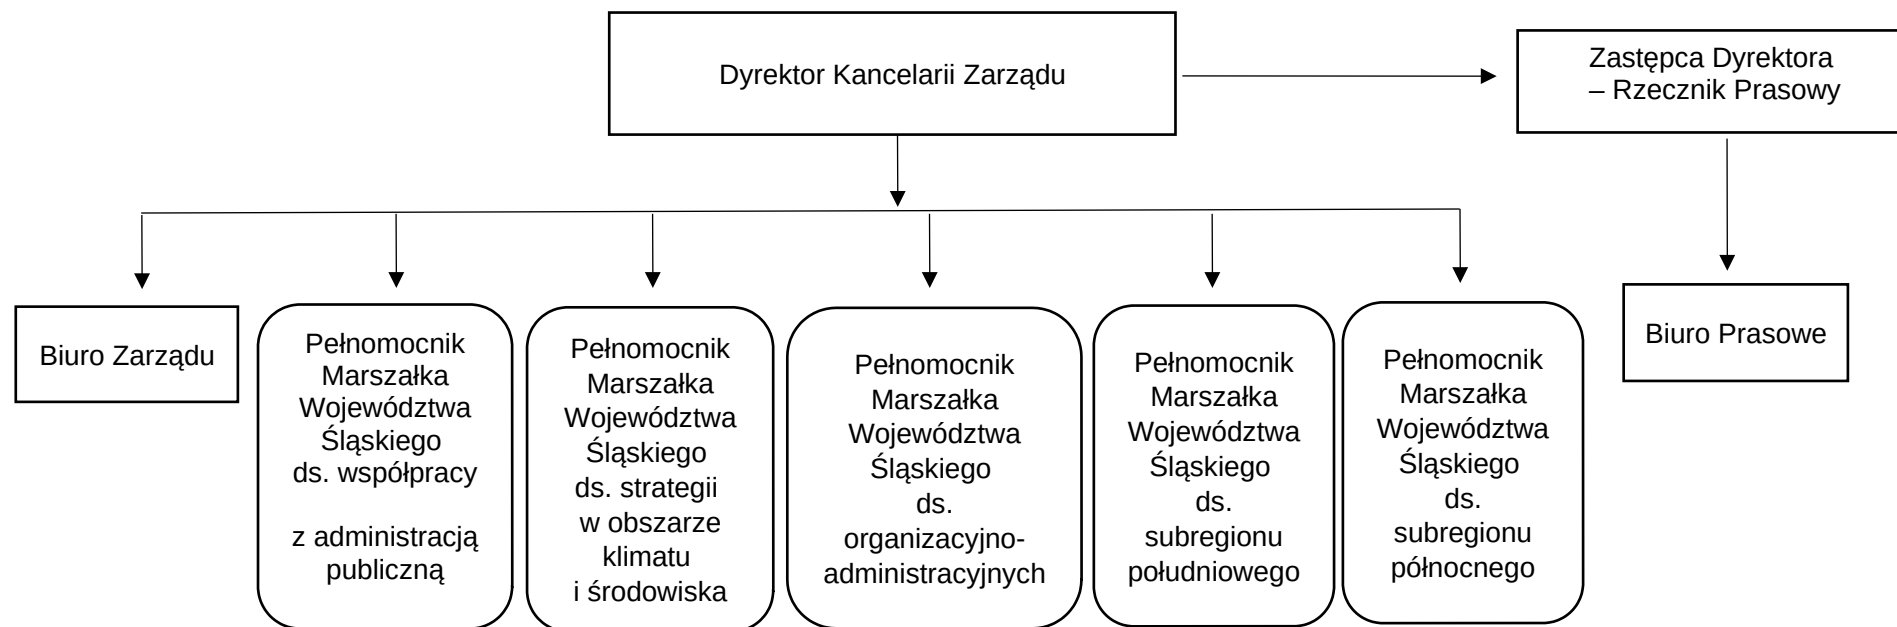 Dyrektor Kancelarii Zarządu
Zastępca Dyrektora
– Rzecznik Prasowy
Biuro Zarządu
Pełnomocnik
Marszałka
Województwa
Śląskiego
ds. współpracy
z administracją
publiczną
Pełnomocnik
Marszałka
Województwa
Śląskiego
ds. strategii
w obszarze
klimatu
i środowiska
Pełnomocnik
Marszałka
Województwa
Śląskiego
ds.
organizacyjno-
administracyjnych
Pełnomocnik
Marszałka
Województwa
Śląskiego
ds.
subregionu
południowego
Pełnomocnik
Marszałka
Województwa
Śląskiego
ds.
subregionu
północnego
Biuro Prasowe